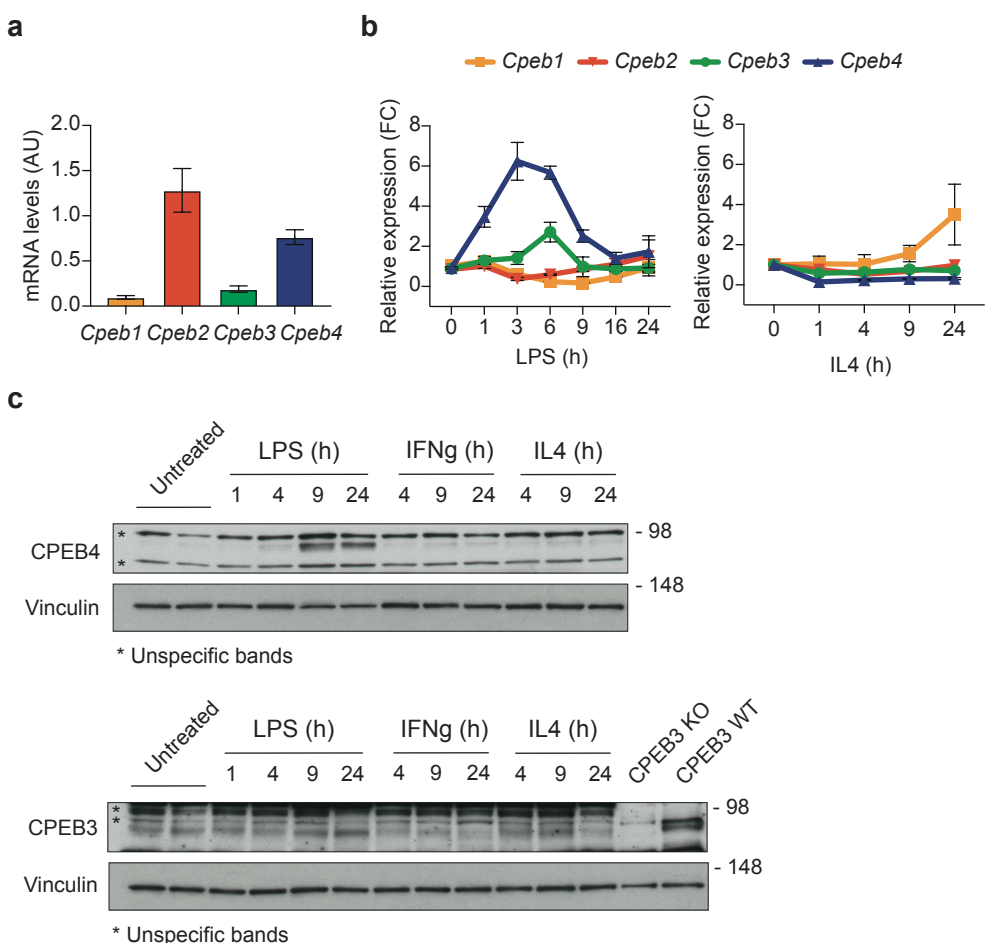 a
mRNA levels (AU)
2.0
1.5
1.0
0.5
0.0
Cpeb1 Cpeb2 Cpeb3 Cpeb4
b
Cpeb1 Cpeb2 Cpeb3 Cpeb4
Relative expression (FC)
8
6
4
2
0
0 1 3 6 9 16 24
LPS (h)
Relative expression (FC)
8
4
2
0
0 1 4 9 24
IL4 (h)
c
Untreated LPS (h) IFNg (h) IL4 (h)
1 4 9 24 4 9 24 4 9 24
* - 98
CPEB4
*
- 148
Vinculin
* Unspecific bands
Untreated LPS (h) IFNg (h) IL4 (h) CPEB3 KO CPEB3 WT
1 4 9 24 4 9 24 4 9 24
* - 98
*
CPEB3
- 148
Vinculin
* Unspecific bands